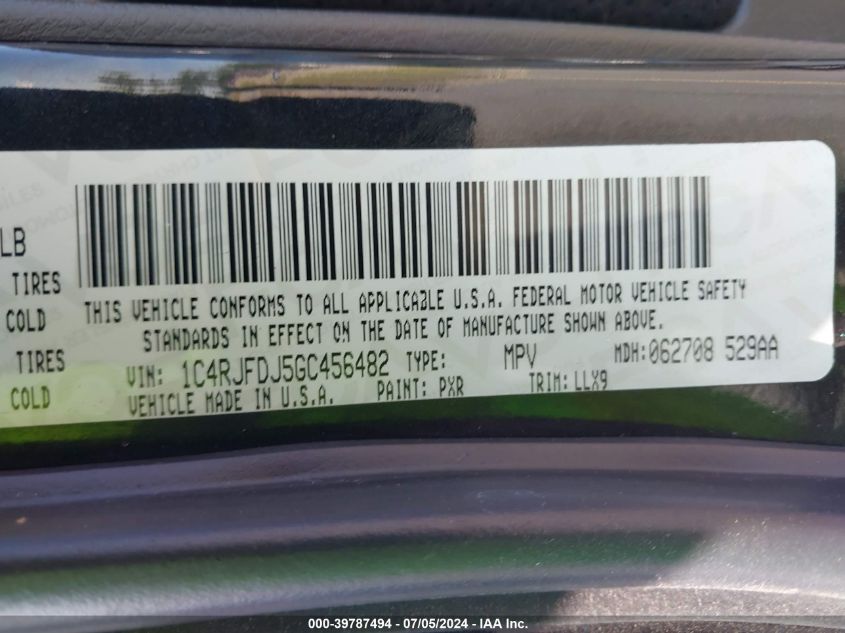 LB
TIRES
COLD
TIRES
COLD
THIS VEHICLE CONFORMS TO ALL APPLICABLE U.S.A. FEDERAL MOTOR VEHICLE SAFETY
STANDARDS IN EFFECT ON THE DATE OF MANUFACTURE SHOWN ABOVE.
VIN: 1C4RJFDJ5GC456482 TYPE: MPV MDH:062708 529AA
VEHICLE MADE IN U.S.A. PAINT: PXR TRIM: LLX9
000-39787494 / 07/05/2024 - IAA Inc.